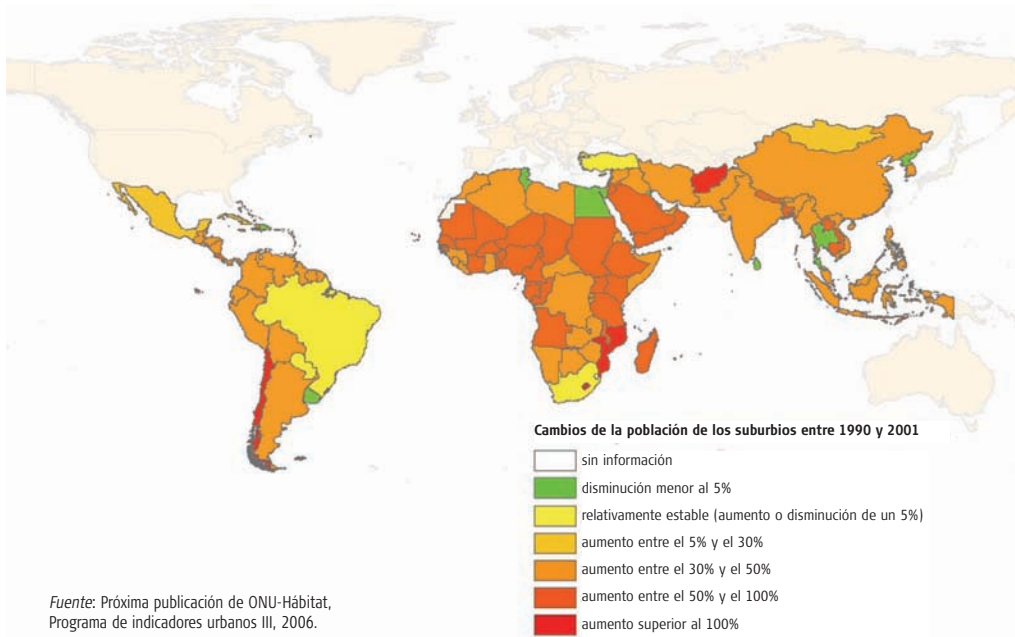 Cambios de la población de los suburbios entre 1990 y 2001
sin información
disminución menor al 5%
relativamente estable (aumento o disminución de un 5%)
aumento entre el 5% y el 30%
aumento entre el 30% y el 50%
aumento entre el 50% y el 100%
aumento superior al 100%
Fuente: Próxima publicación de ONU-Hábitat,
Programa de indicadores urbanos III, 2006.